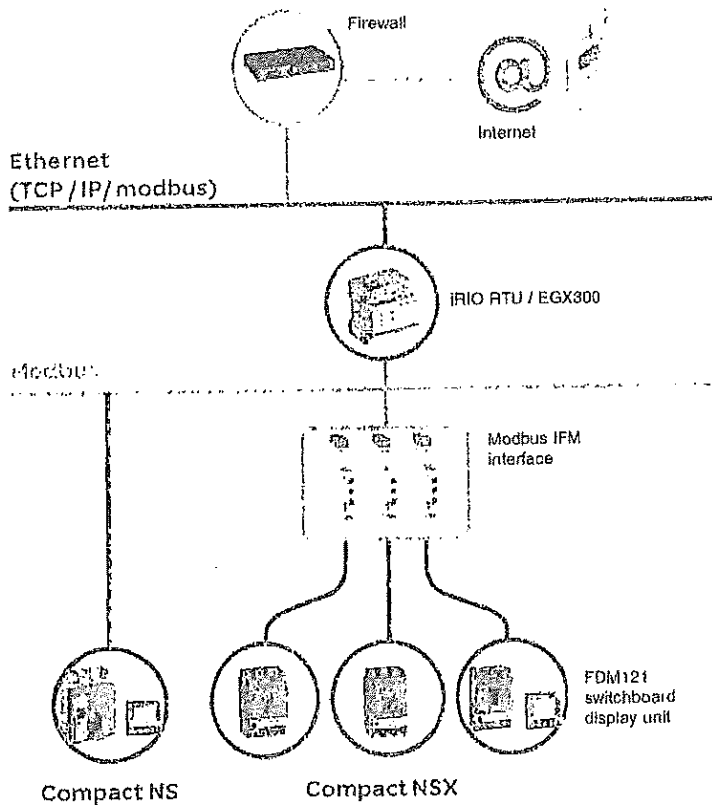 Firewall
Internet
Ethernet
(TCP/IP/modbus)
iRIO RTU / EGX300
Modbus
Modbus IFM
interface
FDM121
switchboard
display unit
Compact NS
Compact NSX